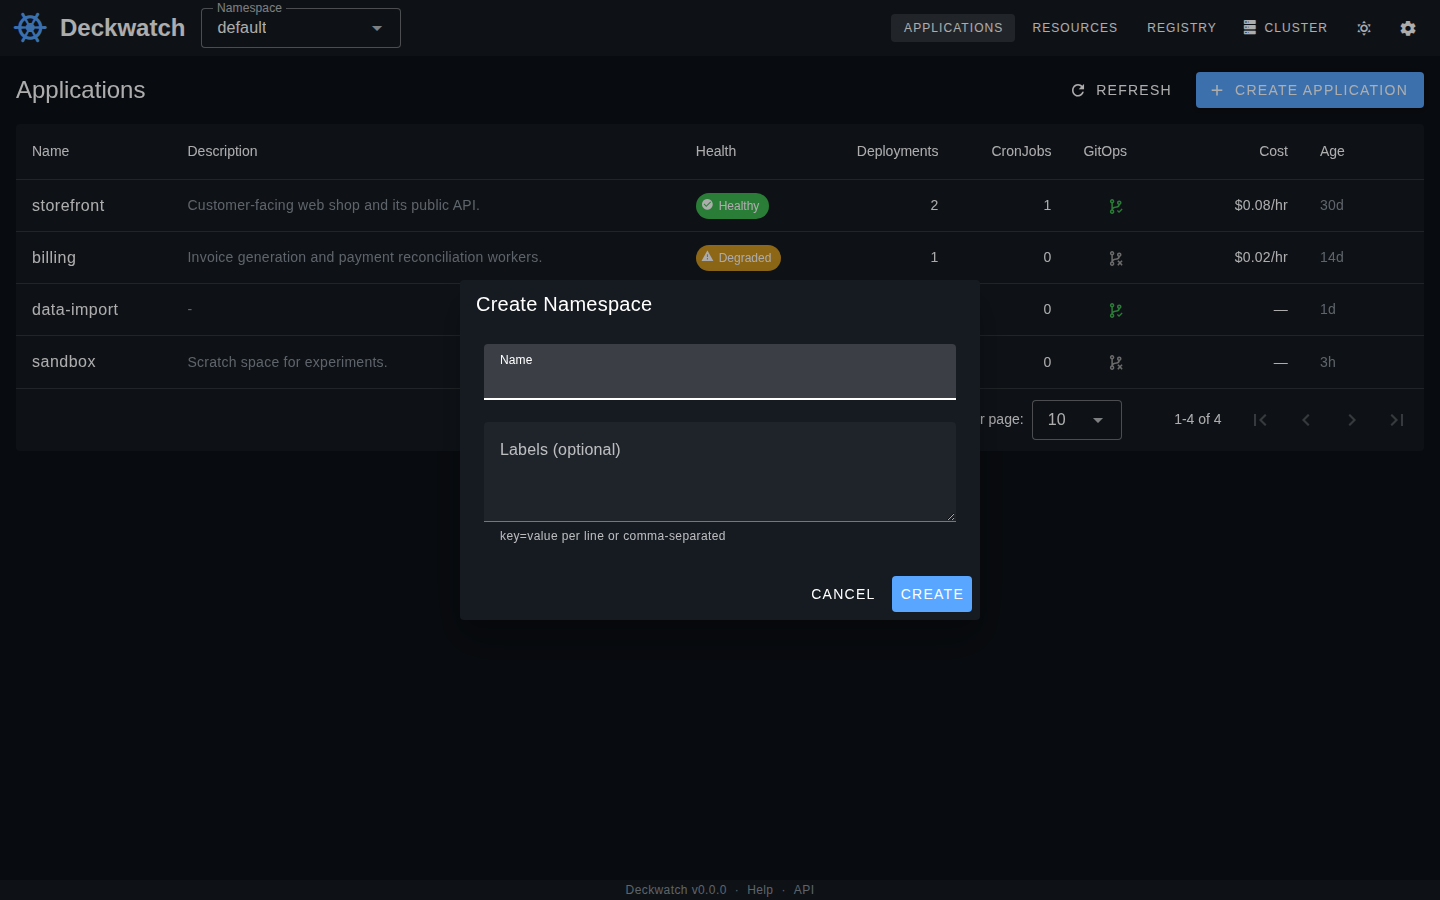 Deckwatch
Namespace
default
APPLICATIONS RESOURCES REGISTRY CLUSTER
Applications
REFRESH CREATE APPLICATION
Name Description Health Deployments CronJobs GitOps Cost Age
storefront Customer-facing web shop and its public API. Healthy 2 1 $0.08/hr 30d
billing Invoice generation and payment reconciliation workers. Degraded 1 0 $0.02/hr 14d
data-import - 0 — 1d
sandbox Scratch space for experiments. 0 — 3h
r page: 10 1-4 of 4
Create Namespace
Name
Labels (optional)
key=value per line or comma-separated
CANCEL CREATE
Deckwatch v0.0.0 · Help · API